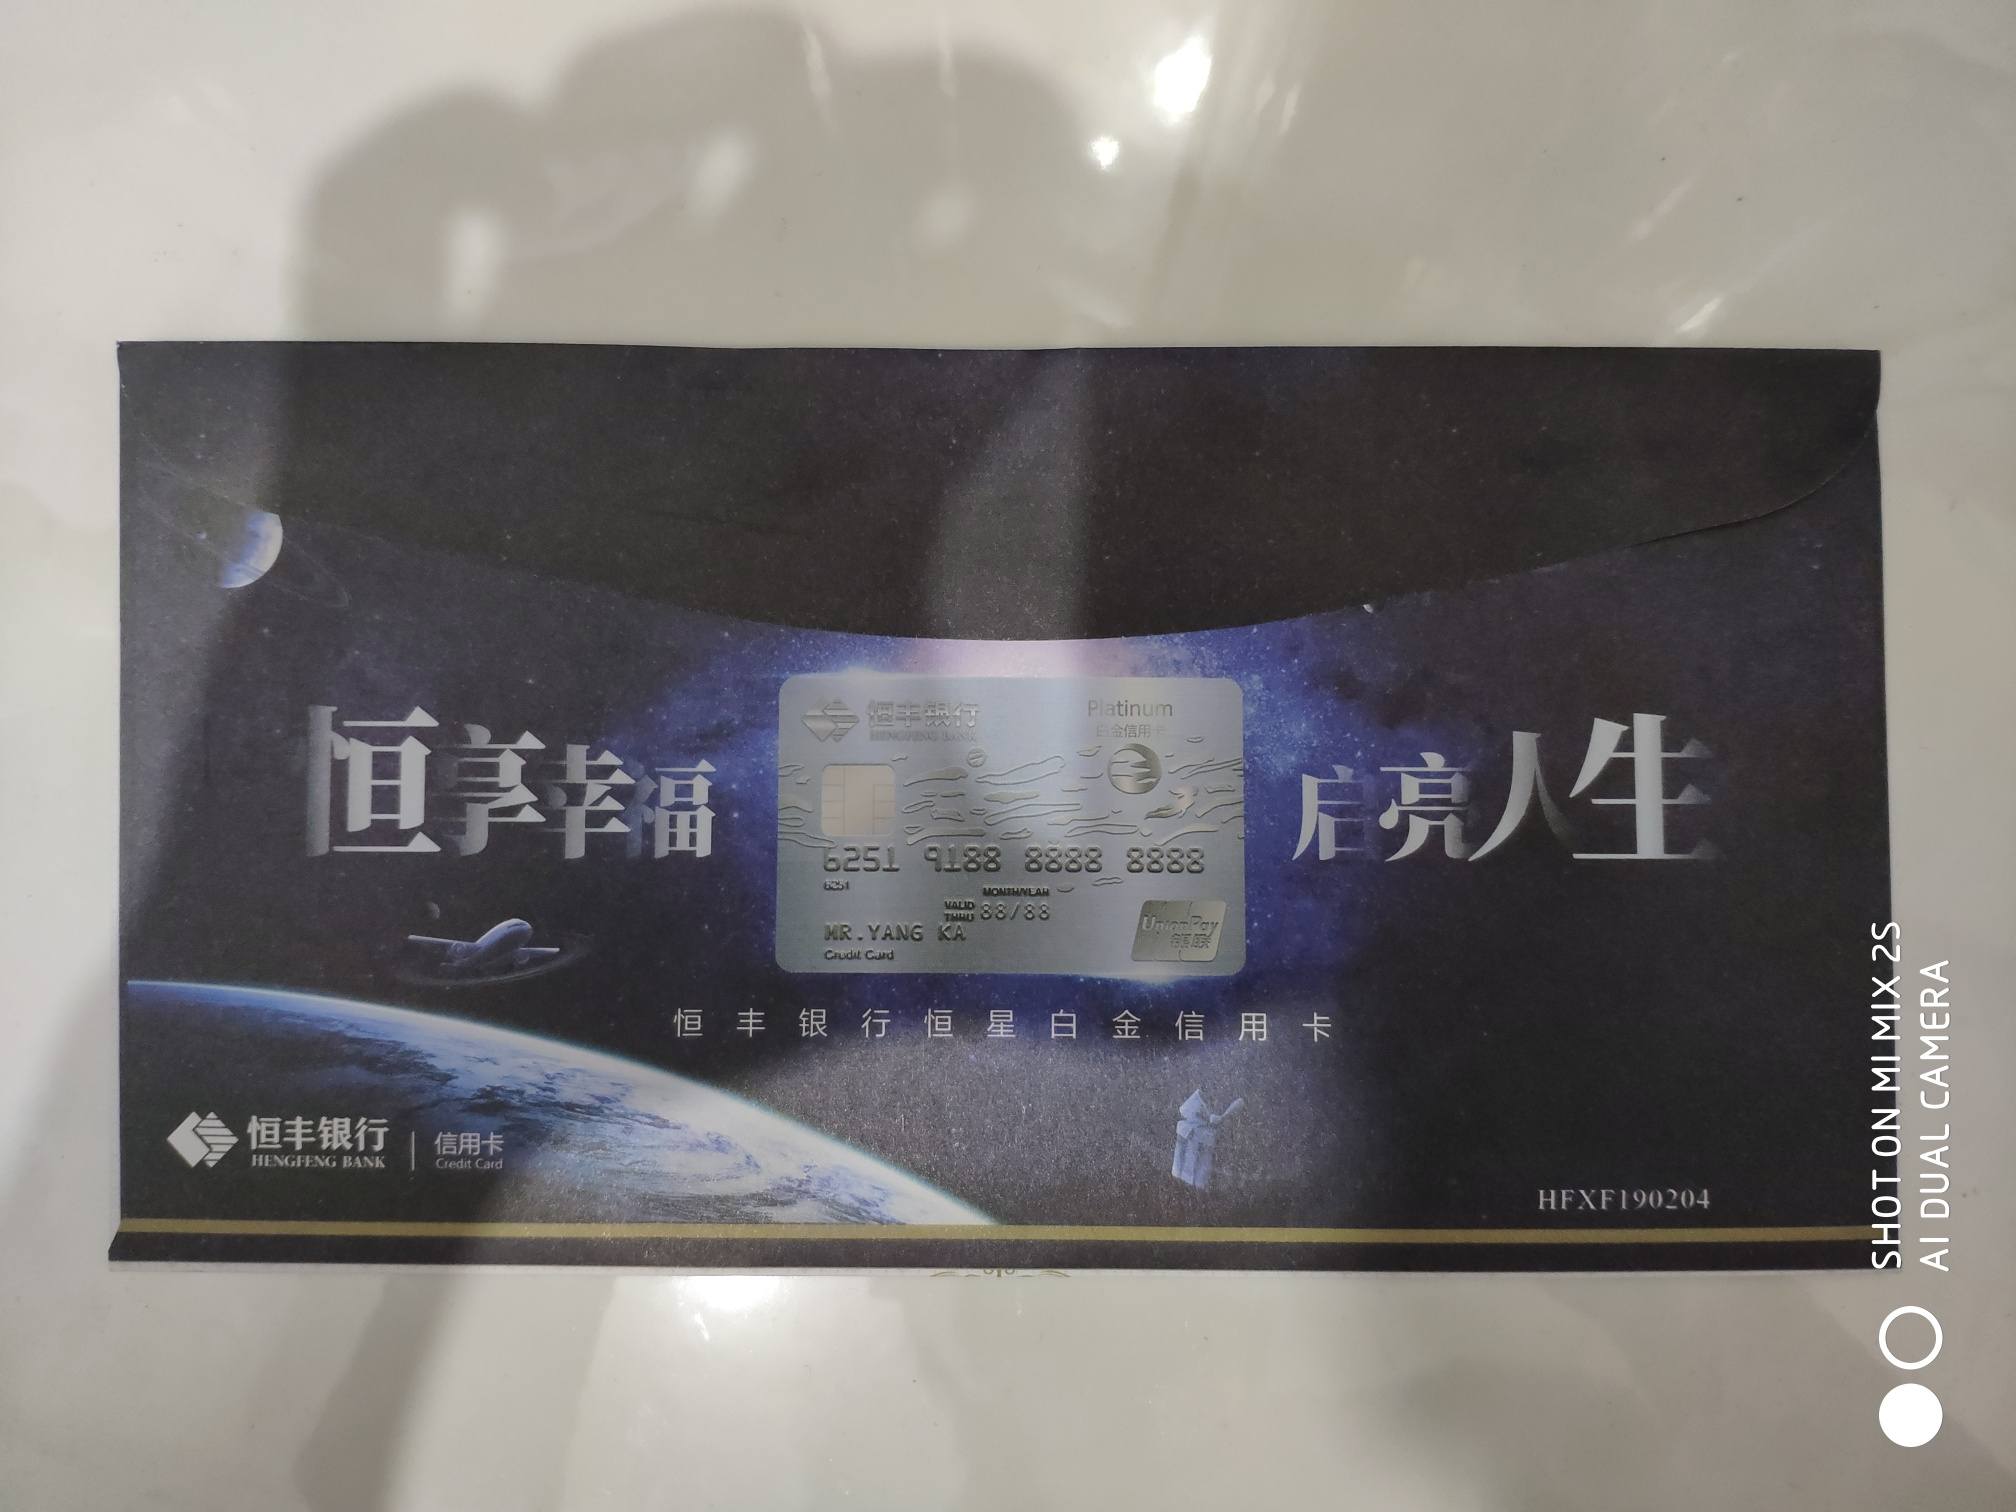 恒丰银行
HENGFENG BANK
Platinum
白金信用卡
恒享幸福
启亮人生
6251 9188 8888 8888
6251
MONTH/YEAR
VALID THRU 88/88
MR.YANG KA
Credit Card
UnionPay
银联
恒丰银行恒星白金信用卡
恒丰银行 | 信用卡
HENGFENG BANK Credit Card
HFXF190204
SHOT ON MI MIX 2S
AI DUAL CAMERA